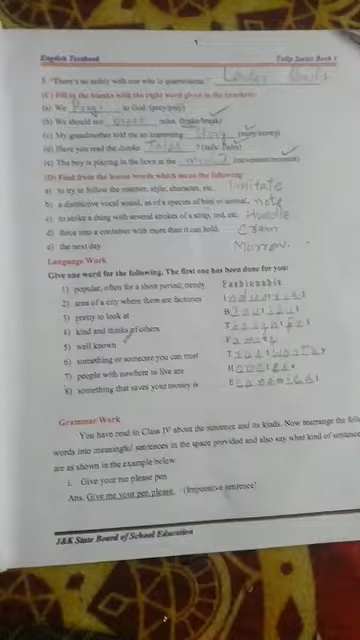 English Textbook Tulip Series Book 1
5. "There's no safety with one who is quarrelsome."
(C) Fill in the blanks with the right word given in the brackets:
(a) We Pray to God. (prey/pray)
(b) We should not break rules. (brake/break)
(c) My grandmother told me an interesting Story. (story/storey)
(d) Have you read the Jataka Tales? (tails/ tales)
(e) The boy is playing in the lawn at the (movement/moment)
(D) Find from the lesson words which mean the following:
a) to try to follow the manner, style, character, etc. Imitate
b) a distinctive vocal sound, as of a species of bird or animal. note
c) to strike a thing with several strokes of a strap, rod, etc. Huddle
d) force into a container with more than it can hold. Cram
e) the next day Morrow.
Language Work
Give one word for the following. The first one has been done for you:
1) popular, often for a short period; trendy Fashionable
2) area of a city where there are factories
3) pretty to look at
4) kind and thinks of others
5) well known
6) something or someone you can trust
7) people with nowhere to live are
8) something that saves your money is
Grammar Work
You have read in Class IV about the sentence and its kinds. Now rearrange the
words into meaningful sentences in the space provided and also say what kind of sentence
are as shown in the example below
i. Give your me please pen
Ans. Give me your pen please. (Imperative sentence)
J&K State Board of School Education